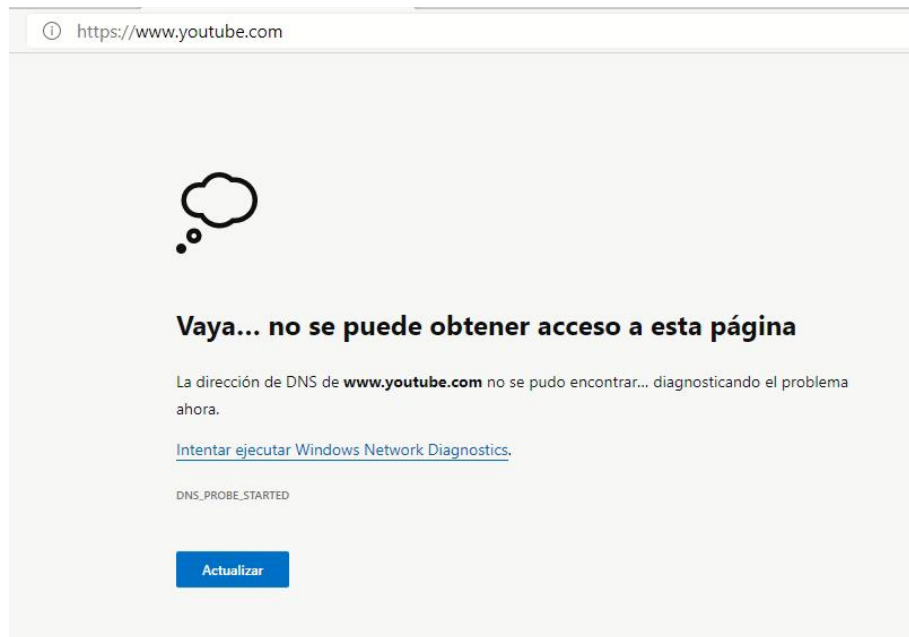 https://www.youtube.com
Vaya... no se puede obtener acceso a esta página
La dirección de DNS de www.youtube.com no se pudo encontrar... diagnosticando el problema
ahora.
Intentar ejecutar Windows Network Diagnostics.
DNS_PROBE_STARTED
Actualizar